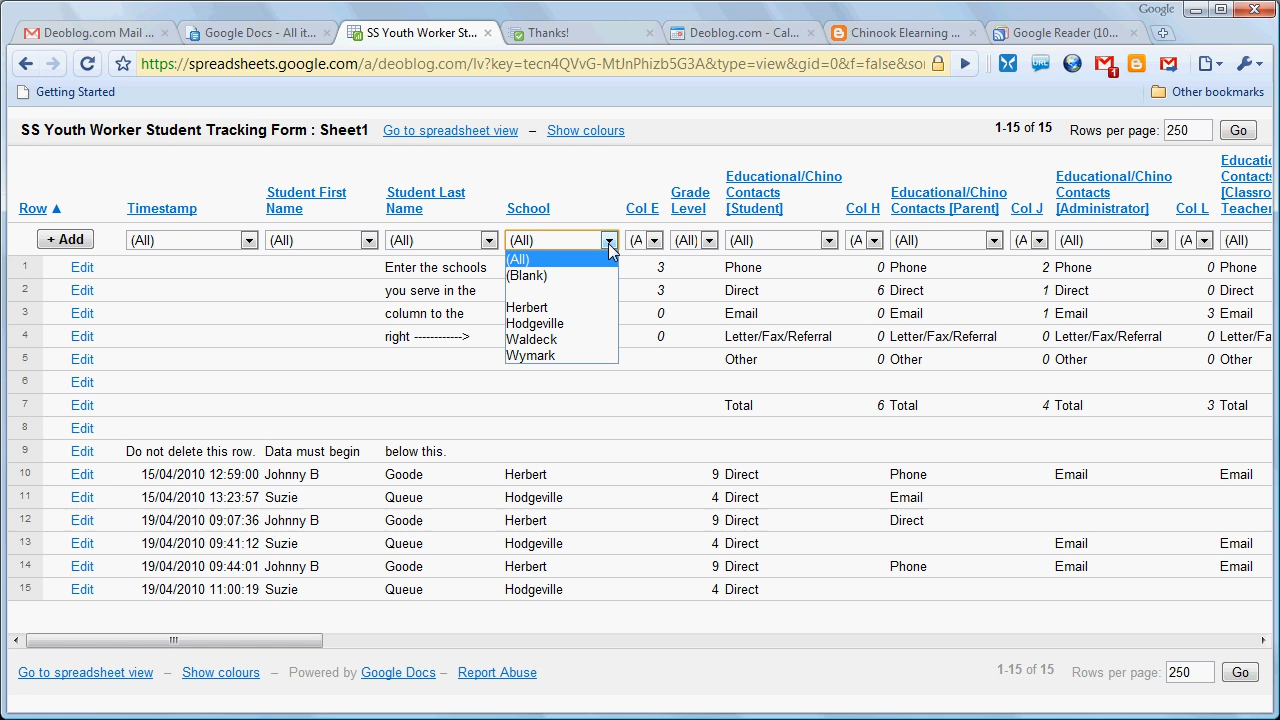 Google
Deoblog.com Mail ...
Google Docs - All it...
SS Youth Worker St...
Thanks!
Deoblog.com - Cal...
Chinook Elearning ...
Google Reader (10...
https://spreadsheets.google.com/a/deoblog.com/lv?key=tecn4QVvG-MtJnPhizb5G3A&type=view&gid=0&f=false&so
1
Getting Started
Other bookmarks
SS Youth Worker Student Tracking Form : Sheet1 Go to spreadsheet view – Show colours 1-15 of 15 Rows per page: 250 Go
Row ▲ Timestamp Student First Name Student Last Name School Col E Grade Level Educational/Chino Contacts [Student] Col H Educational/Chino Contacts [Parent] Col J Educational/Chino Contacts [Administrator] Col L Educatio Contacts [Classro Teacher
+ Add (All) (All) (All) (All) (A (All) (All) (A (All) (A (All) (A (All)
(All)
(Blank)
Herbert
Hodgeville
Waldeck
Wymark
1 Edit Enter the schools 3 Phone 0 Phone 2 Phone 0 Phone
2 Edit you serve in the 3 Direct 6 Direct 1 Direct 0 Direct
3 Edit column to the 0 Email 0 Email 1 Email 3 Email
4 Edit right ------------> 0 Letter/Fax/Referral 0 Letter/Fax/Referral 0 Letter/Fax/Referral 0 Letter/Fa
5 Edit Other 0 Other 0 Other 0 Other
6 Edit
7 Edit Total 6 Total 4 Total 3 Total
8 Edit
9 Edit Do not delete this row. Data must begin below this.
10 Edit 15/04/2010 12:59:00 Johnny B Goode Herbert 9 Direct Phone Email Email
11 Edit 15/04/2010 13:23:57 Suzie Queue Hodgeville 4 Direct Email
12 Edit 19/04/2010 09:07:36 Johnny B Goode Herbert 9 Direct Direct
13 Edit 19/04/2010 09:41:12 Suzie Queue Hodgeville 4 Direct Email Email
14 Edit 19/04/2010 09:44:01 Johnny B Goode Herbert 9 Direct Phone Email Email
15 Edit 19/04/2010 11:00:19 Suzie Queue Hodgeville 4 Direct
Go to spreadsheet view – Show colours – Powered by Google Docs – Report Abuse 1-15 of 15 Rows per page: 250 Go